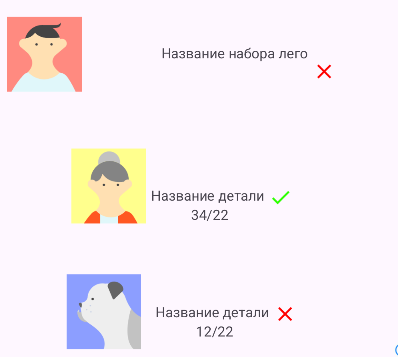 Название набора лего
Название детали
34/22
Название детали
12/22